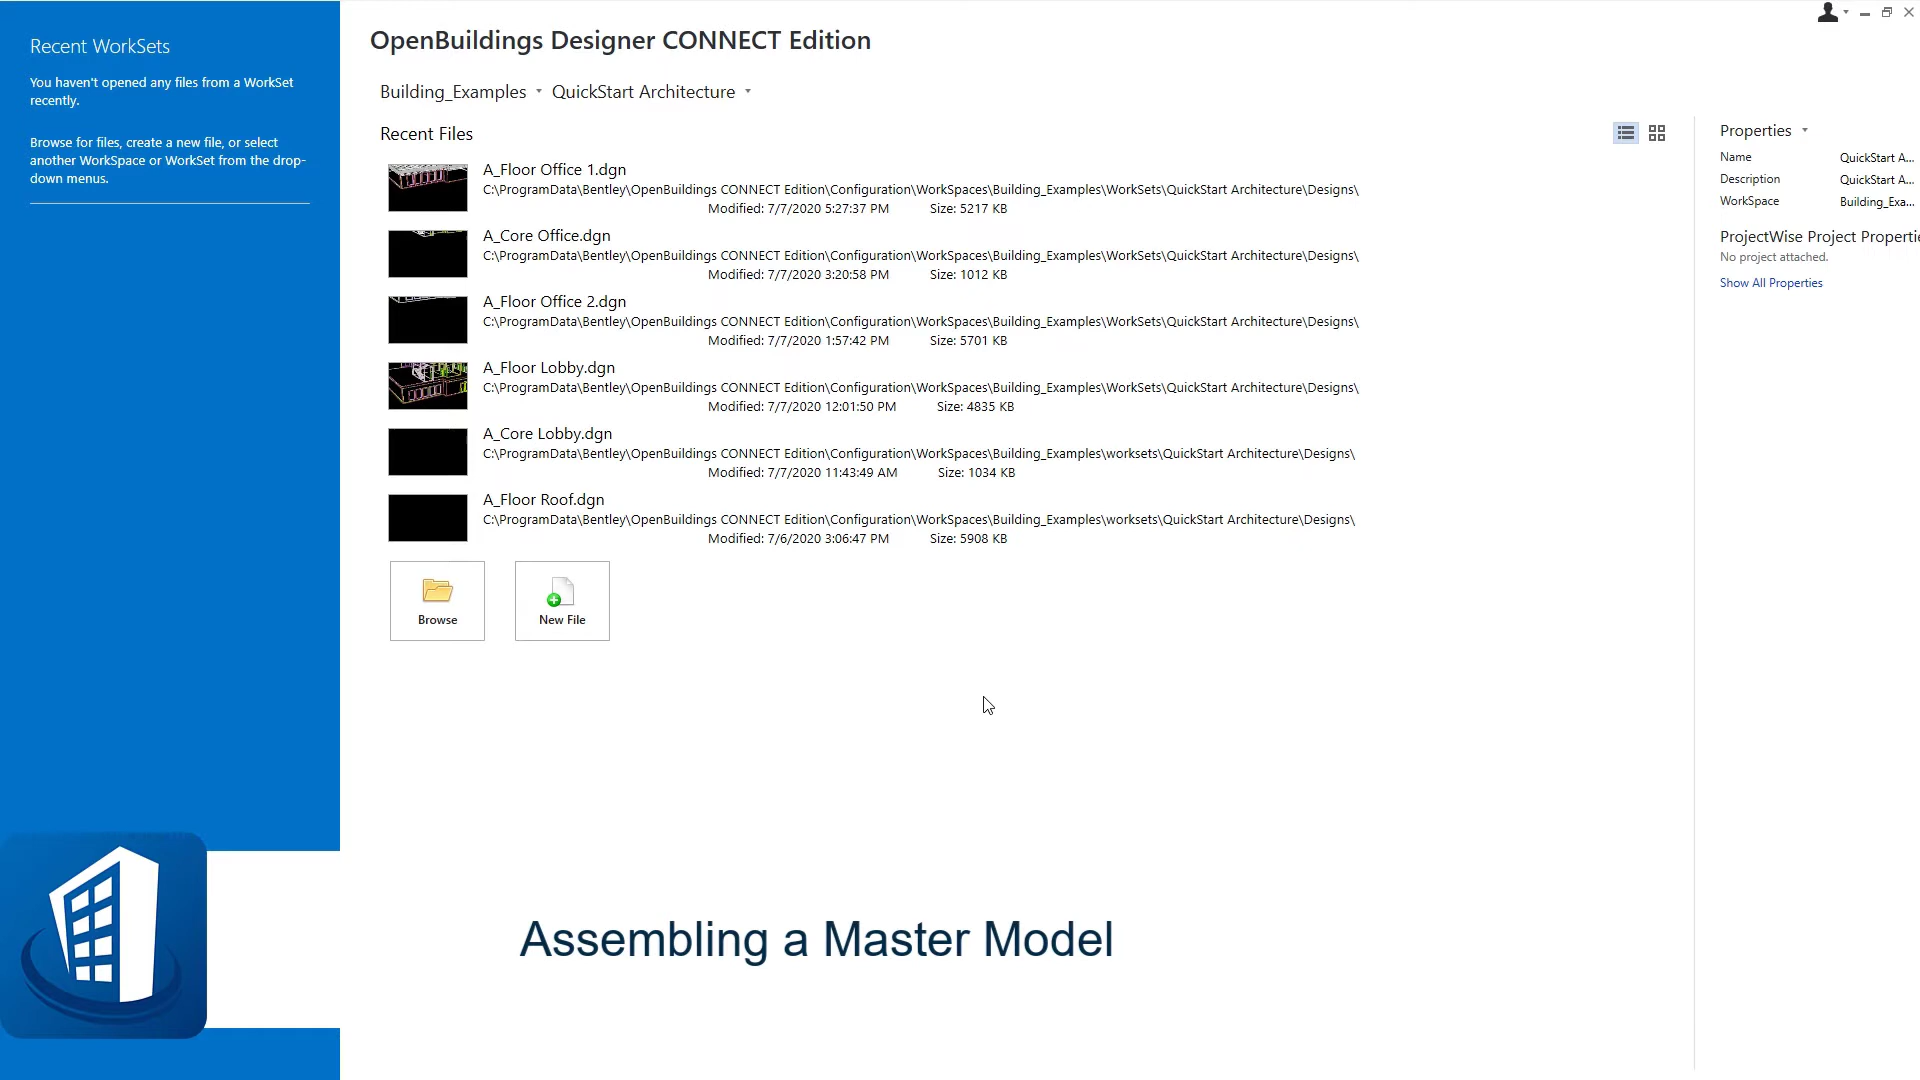 Recent WorkSets
You haven't opened any files from a WorkSet
recently.
Browse for files, create a new file, or select
another WorkSpace or WorkSet from the drop-
down menus.
OpenBuildings Designer CONNECT Edition
Building_Examples QuickStart Architecture
Recent Files
A_Floor Office 1.dgn
C:\ProgramData\Bentley\OpenBuildings CONNECT Edition\Configuration\WorkSpaces\Building_Examples\WorkSets\QuickStart Architecture\Designs\
Modified: 7/7/2020 5:27:37 PM Size: 5217 KB
A_Core Office.dgn
C:\ProgramData\Bentley\OpenBuildings CONNECT Edition\Configuration\WorkSpaces\Building_Examples\WorkSets\QuickStart Architecture\Designs\
Modified: 7/7/2020 3:20:58 PM Size: 1012 KB
A_Floor Office 2.dgn
C:\ProgramData\Bentley\OpenBuildings CONNECT Edition\Configuration\WorkSpaces\Building_Examples\WorkSets\QuickStart Architecture\Designs\
Modified: 7/7/2020 1:57:42 PM Size: 5701 KB
A_Floor Lobby.dgn
C:\ProgramData\Bentley\OpenBuildings CONNECT Edition\Configuration\WorkSpaces\Building_Examples\WorkSets\QuickStart Architecture\Designs\
Modified: 7/7/2020 12:01:50 PM Size: 4835 KB
A_Core Lobby.dgn
C:\ProgramData\Bentley\OpenBuildings CONNECT Edition\Configuration\WorkSpaces\Building_Examples\worksets\QuickStart Architecture\Designs\
Modified: 7/7/2020 11:43:49 AM Size: 1034 KB
A_Floor Roof.dgn
C:\ProgramData\Bentley\OpenBuildings CONNECT Edition\Configuration\WorkSpaces\Building_Examples\worksets\QuickStart Architecture\Designs\
Modified: 7/6/2020 3:06:47 PM Size: 5908 KB
Browse
New File
Properties
Name QuickStart A...
Description QuickStart A...
WorkSpace Building_Exa...
ProjectWise Project Properti
No project attached.
Show All Properties
Assembling a Master Model